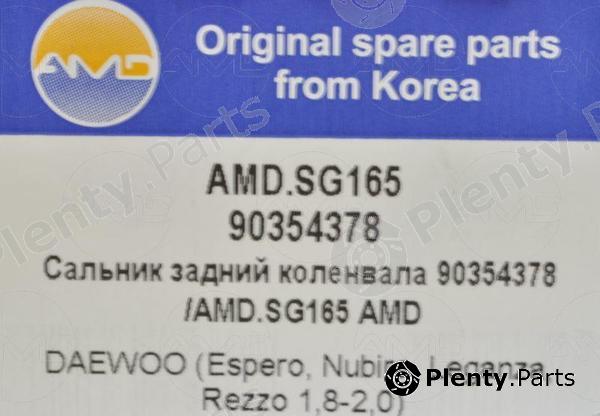 AMD
Original spare parts
from Korea
AMD.SG165
90354378
Сальник задний коленвала 90354378
/AMD.SG165 AMD
DAEWOO (Espero, Nubira, Leganza,
Rezzo 1,8-2,0)
Plenty.Parts